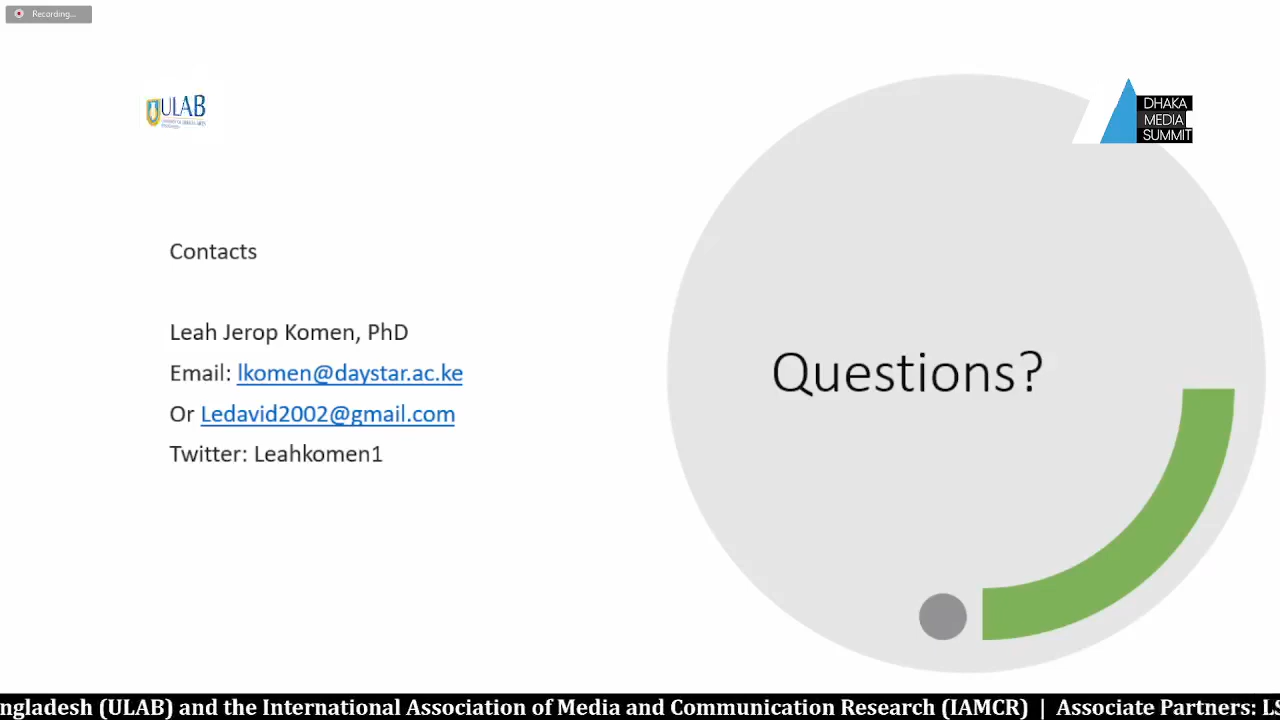 Recording...
ULAB
DHAKA
MEDIA
SUMMIT
Contacts
Leah Jerop Komen, PhD
Email: lkomen@daystar.ac.ke
Or Ledavid2002@gmail.com
Twitter: Leahkomen1
Questions?
ngladesh (ULAB) and the International Association of Media and Communication Research (IAMCR) | Associate Partners: LS